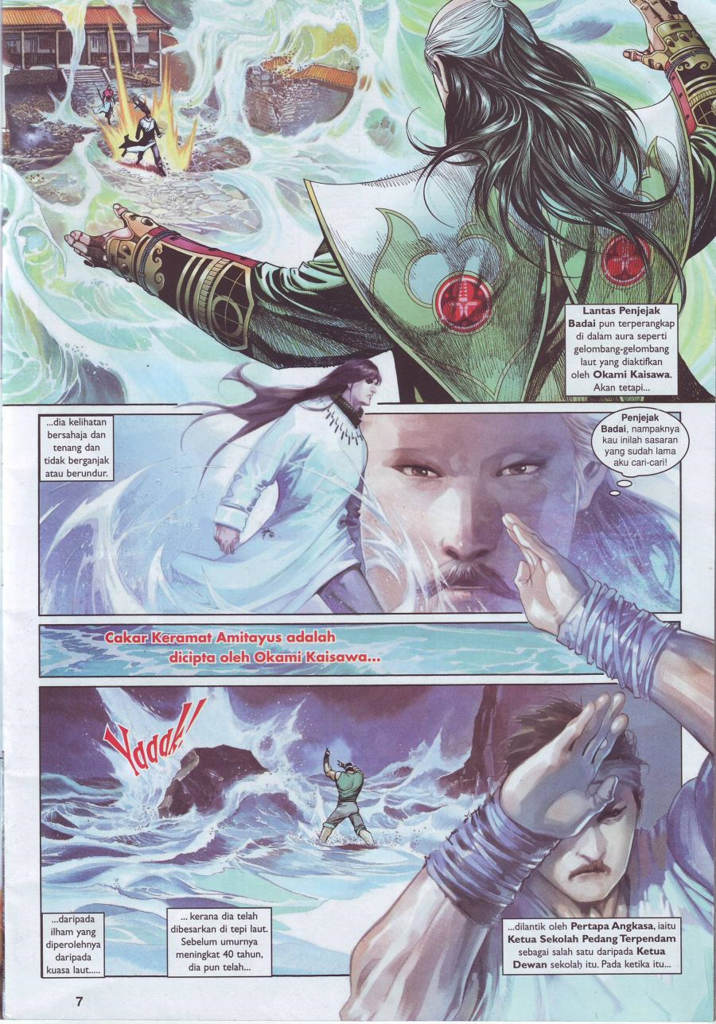 Lantas Penjejak
Badai pun terperangkap
di dalam aura seperti
gelombang-gelombang
laut yang diaktifkan
oleh Okami Kaisawa.
Akan tetapi...
...dia kelihatan
bersahaja dan
tenang dan
tidak berganjak
atau berundur.
Penjejak
Badai, nampaknya
kau inilah sasaran
yang sudah lama
aku cari-cari!
Cakar Keramat Amitayus adalah
dicipta oleh Okami Kaisawa...
Yaaak!
...daripada
ilham yang
diperolehnya
daripada
kuasa laut.....
... kerana dia telah
dibesarkan di tepi laut.
Sebelum umurnya
meningkat 40 tahun,
dia pun telah...
...dilantik oleh Pertapa Angkasa, iaitu
Ketua Sekolah Pedang Terpendam
sebagai salah satu daripada Ketua
Dewan sekolah itu. Pada ketika itu...
7